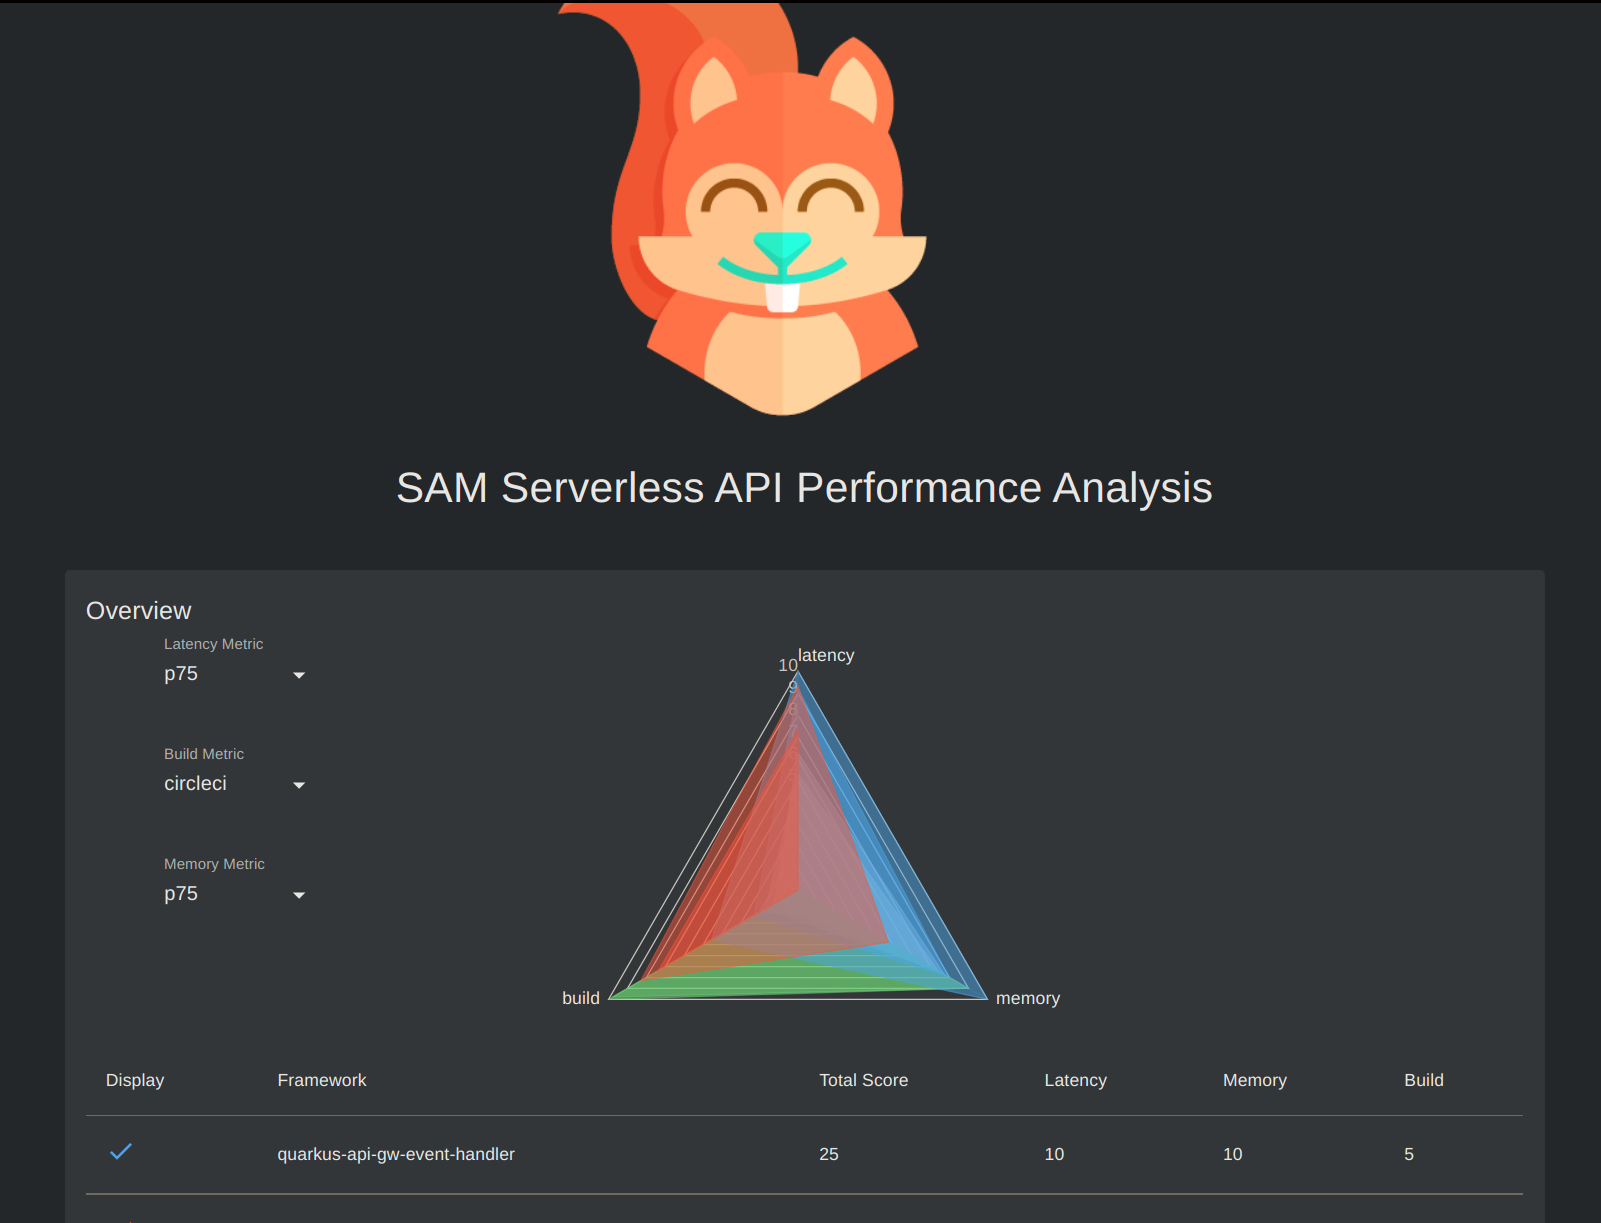 SAM Serverless API Performance Analysis
Overview
Latency Metric
p75
Build Metric
circleci
Memory Metric
p75
latency
10
9
8
7
build
memory
Display Framework Total Score Latency Memory Build
quarkus-api-gw-event-handler 25 10 10 5